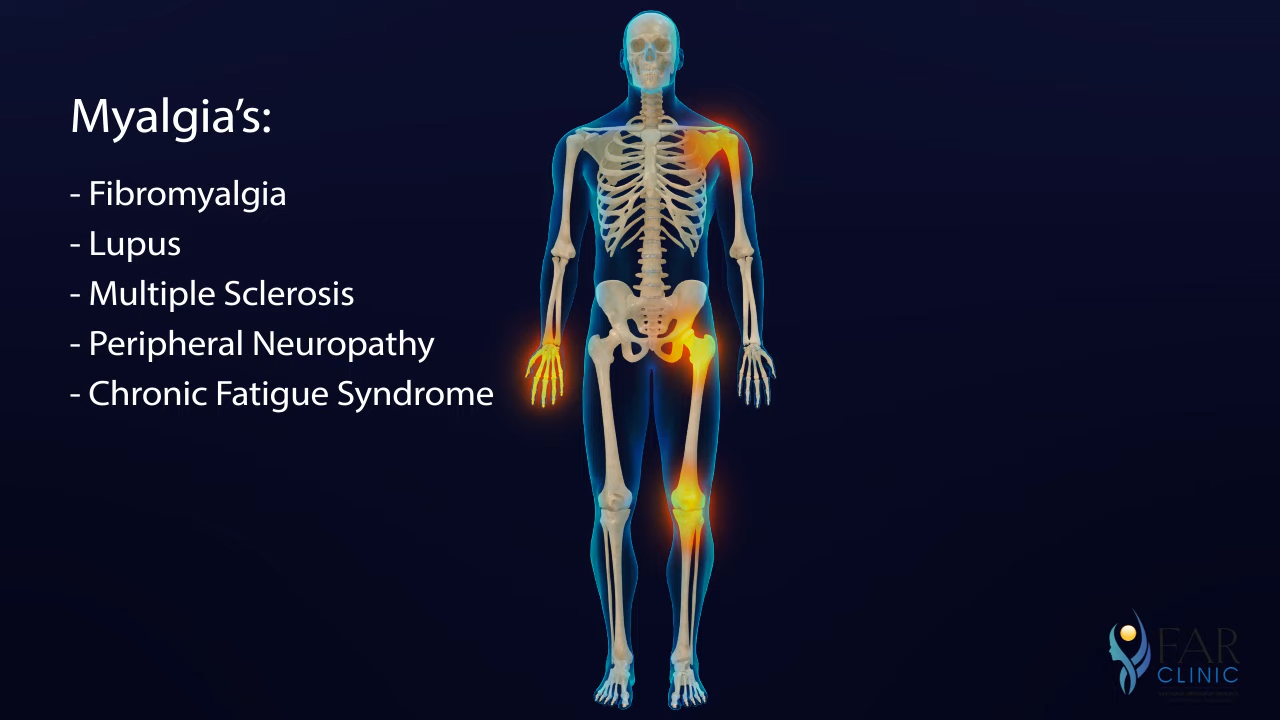 Myalgia's:
- Fibromyalgia
- Lupus
- Multiple Sclerosis
- Peripheral Neuropathy
- Chronic Fatigue Syndrome
FAR
CLINIC